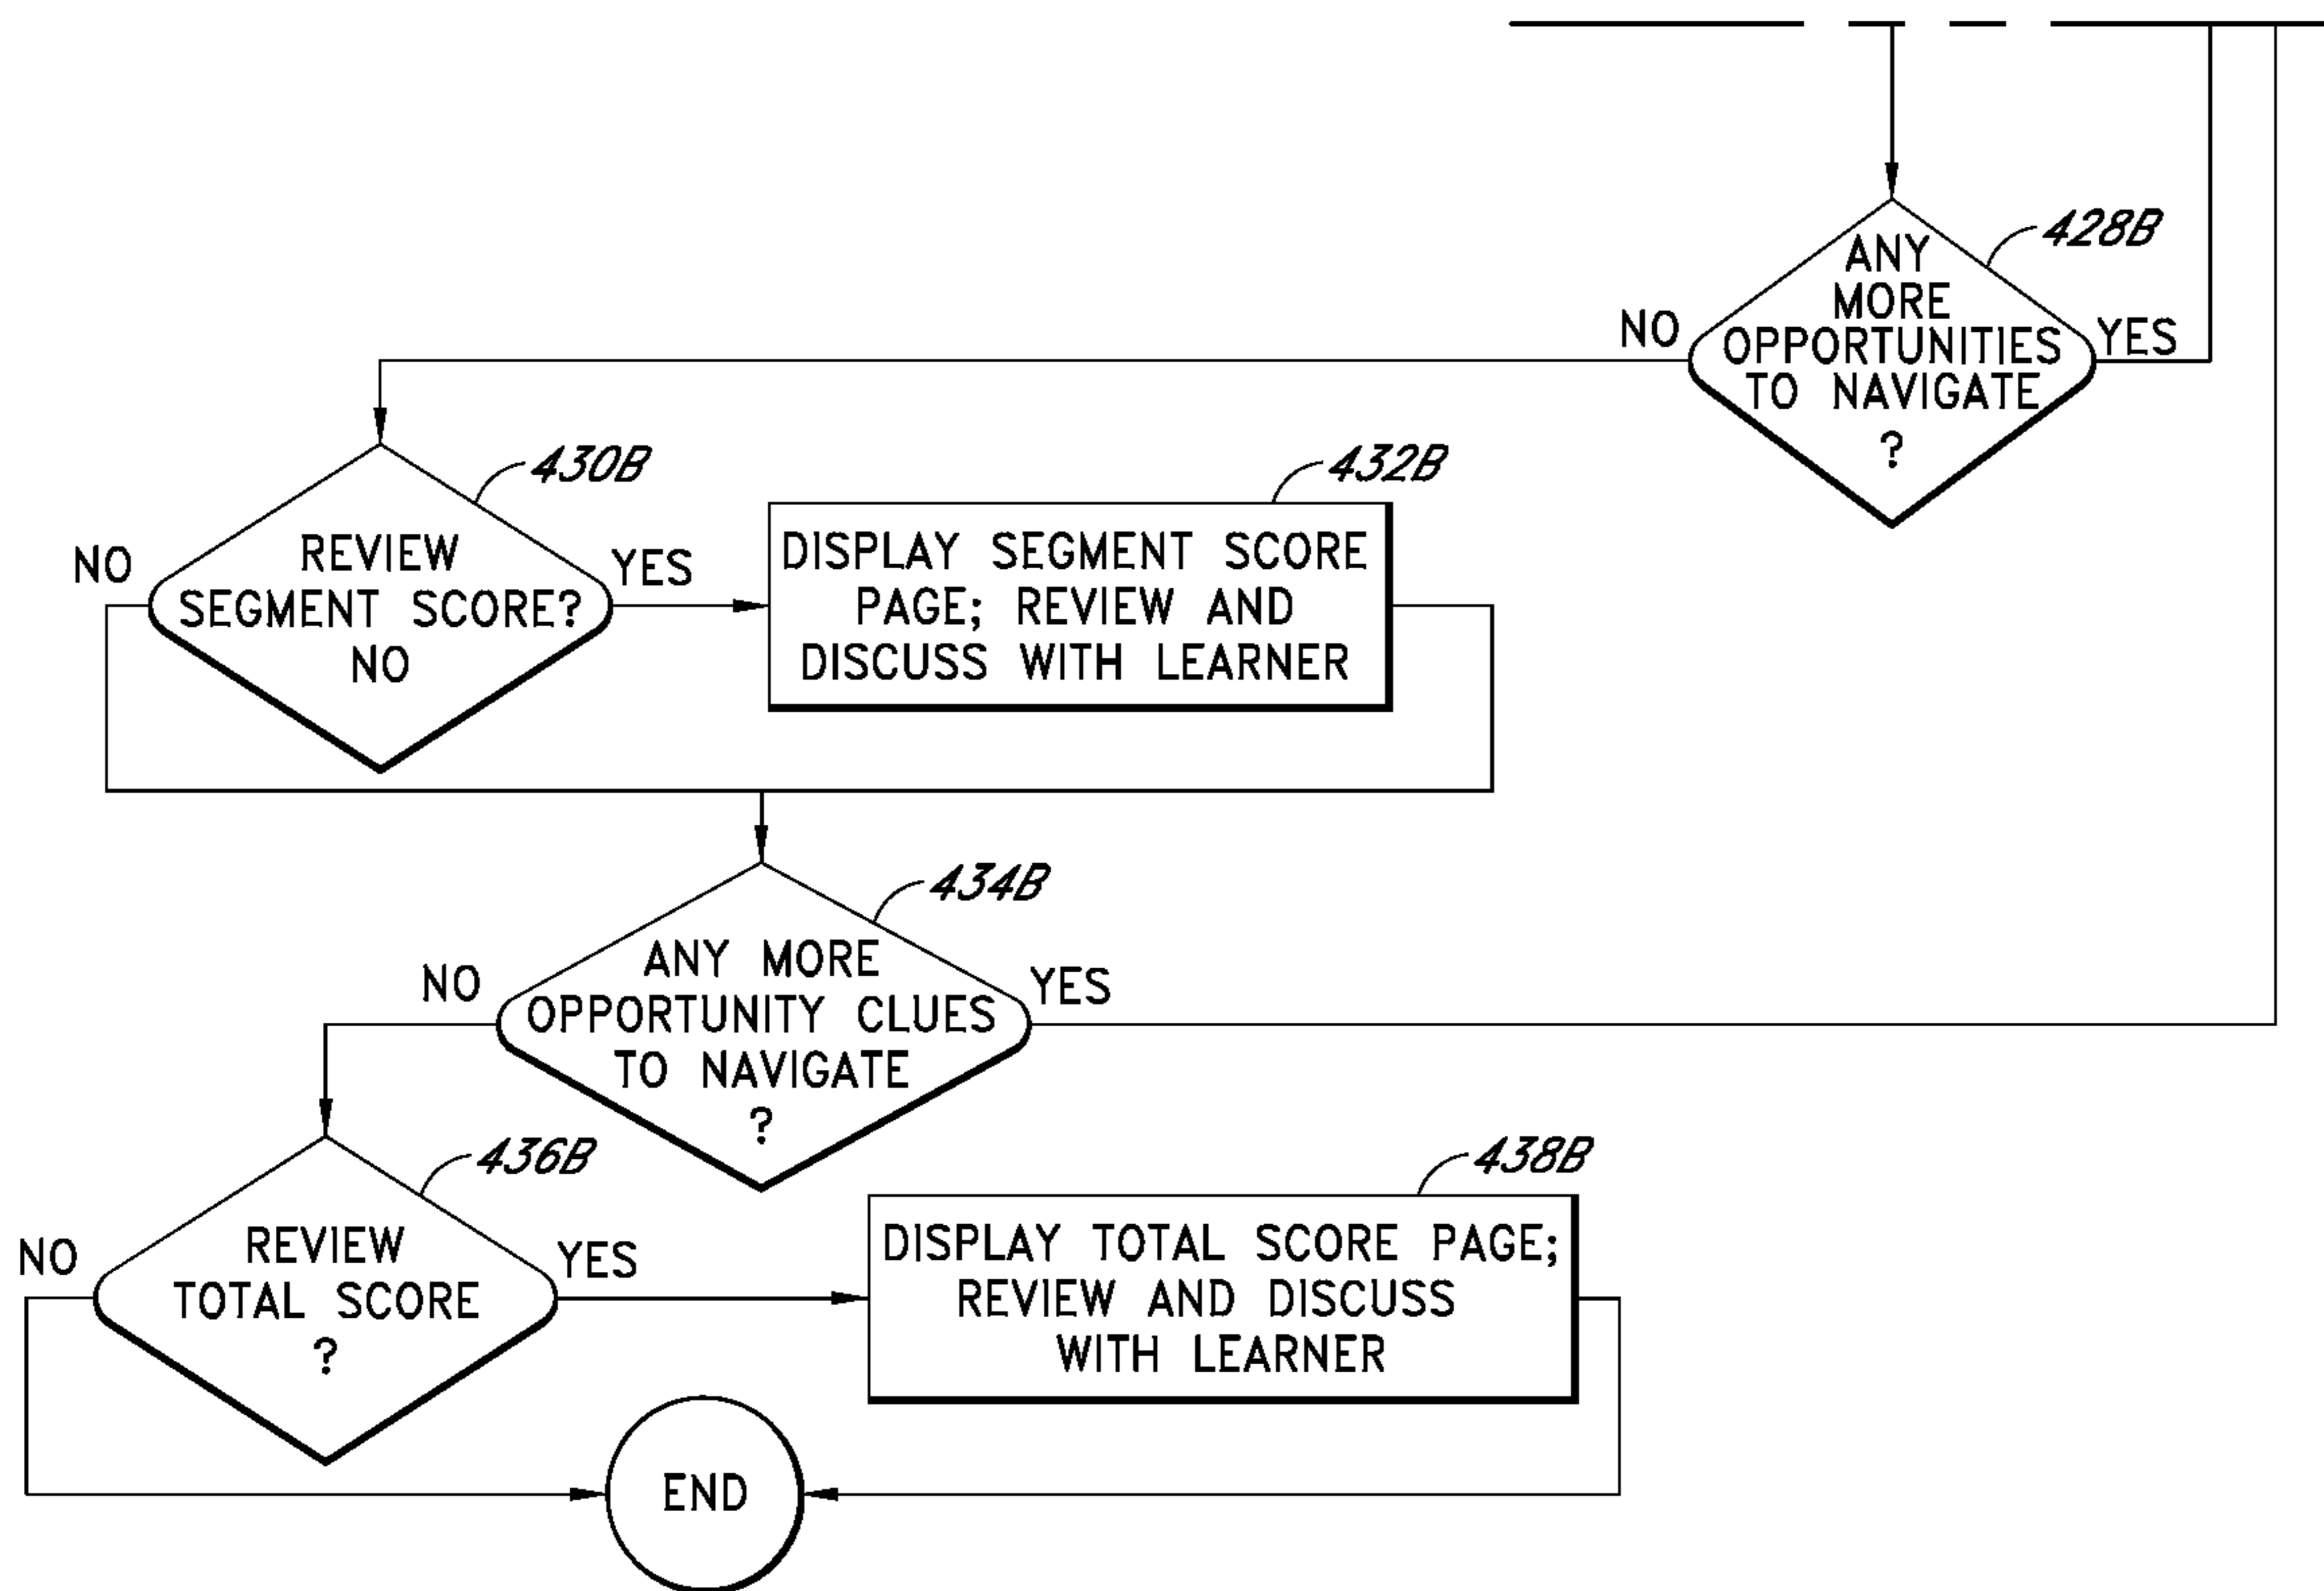 428B
ANY
MORE
OPPORTUNITIES
TO NAVIGATE
?
NO
YES
430B
REVIEW
SEGMENT SCORE?
NO
NO
YES
432B
DISPLAY SEGMENT SCORE
PAGE; REVIEW AND
DISCUSS WITH LEARNER
434B
ANY MORE
OPPORTUNITY CLUES
TO NAVIGATE
?
NO
YES
436B
REVIEW
TOTAL SCORE
?
NO
YES
438B
DISPLAY TOTAL SCORE PAGE;
REVIEW AND DISCUSS
WITH LEARNER
END